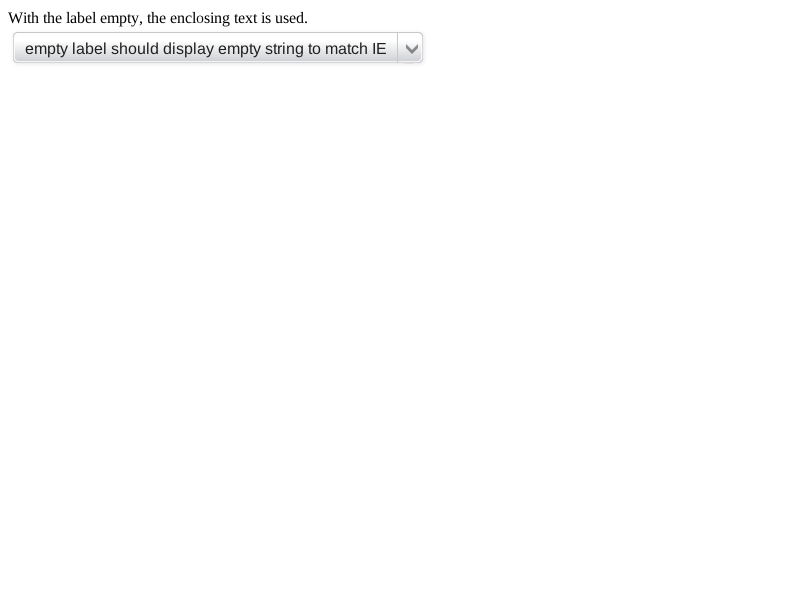 With the label empty, the enclosing text is used.
empty label should display empty string to match IE